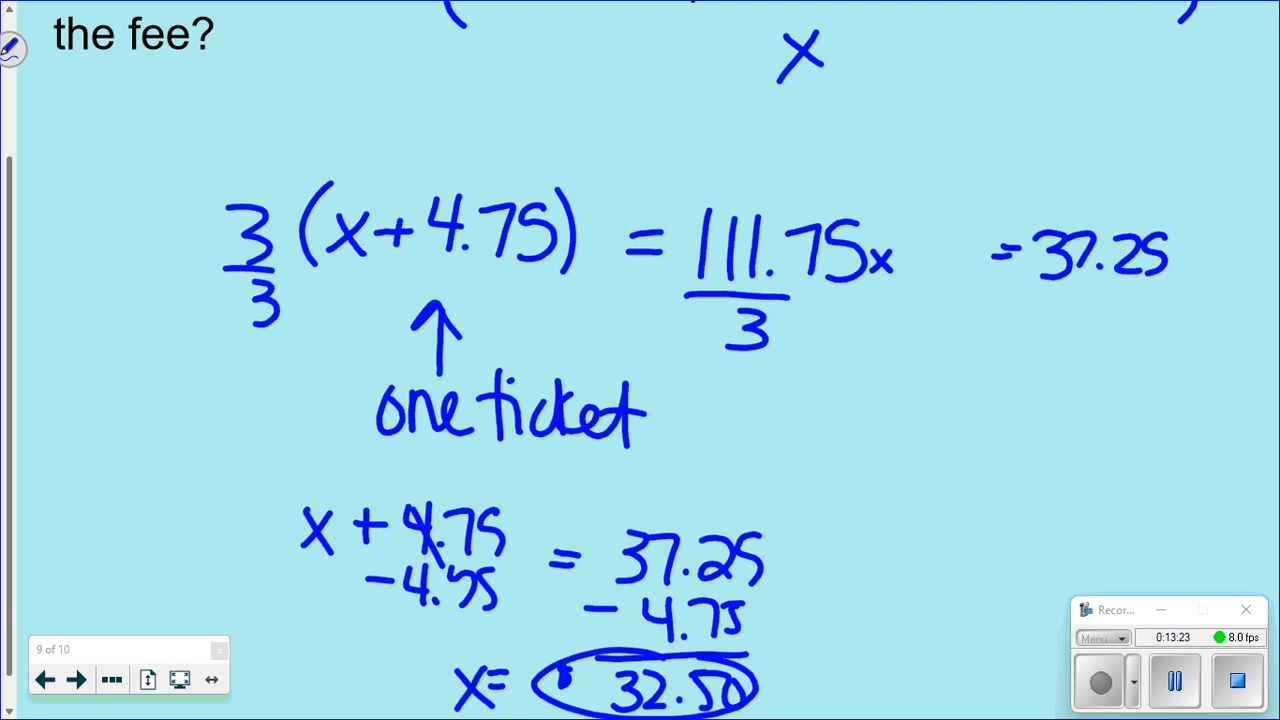 the fee?
x
3/3 (x + 4.75) = 111.75x/3 = 37.25
one ticket
x + 4.75 = 37.25
- 4.75 - 4.75
x = $ 32.50
9 of 10
Recor...
Menu 0:13:23 8.0 fps